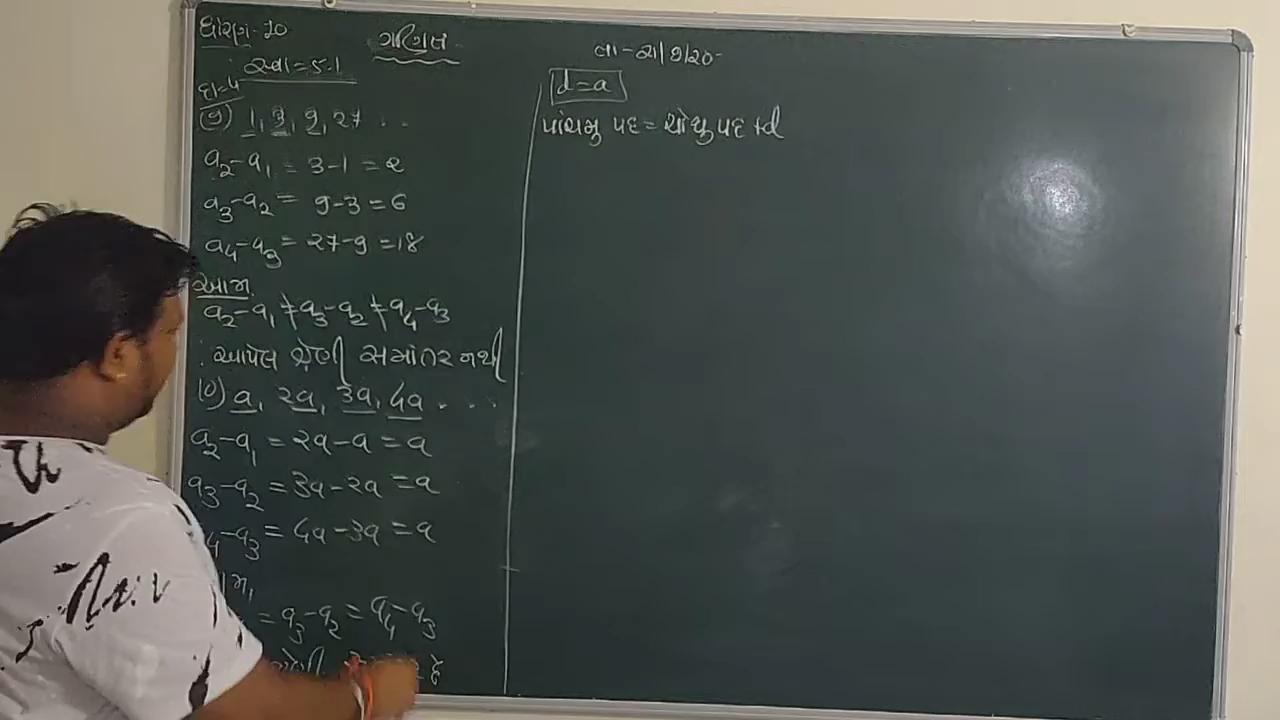 ધોરણ-10
ગણિત
સ્વા = 5.1
દા=4
(9) 1, 3, 9, 27 ...
a2-a1 = 3-1 = 2
a3-a2 = 9-3 = 6
a4-a3 = 27-9 = 18
આમ
a2-a1 ≠ a3-a2 ≠ a4-a3
∴ આપેલ શ્રેણી સમાંતર નથી
(10) a, 2a, 3a, 4a ...
a2-a1 = 2a-a = a
a3-a2 = 3a-2a = a
4-a3 = 4a-3a = a
મ,
= a3-a2 = a4-a3
શ્રેણી છે
d = a
પાંચમુ પદ = ચોથુ પદ + d